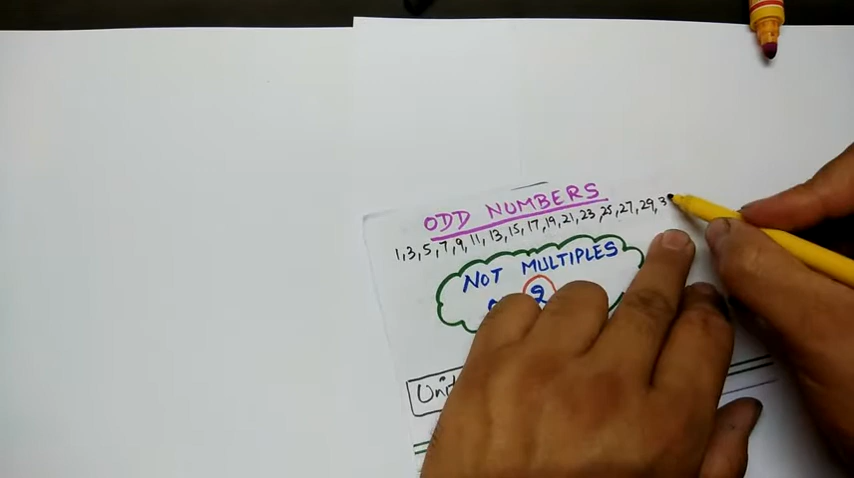 ODD NUMBERS
1,3,5,7,9,11,13,15,17,19,21,23,25,27,29,3
NOT MULTIPLES
2
Unit